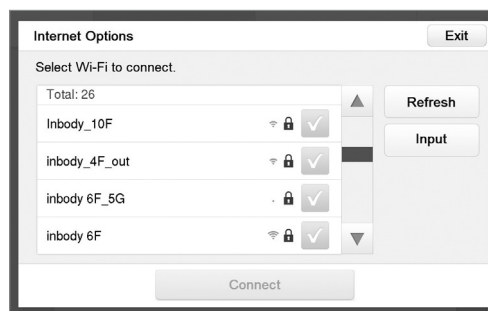 Internet Options
Exit
Select Wi-Fi to connect.
Total: 26
Refresh
Inbody_10F
Input
inbody_4F_out
inbody 6F_5G
inbody 6F
Connect